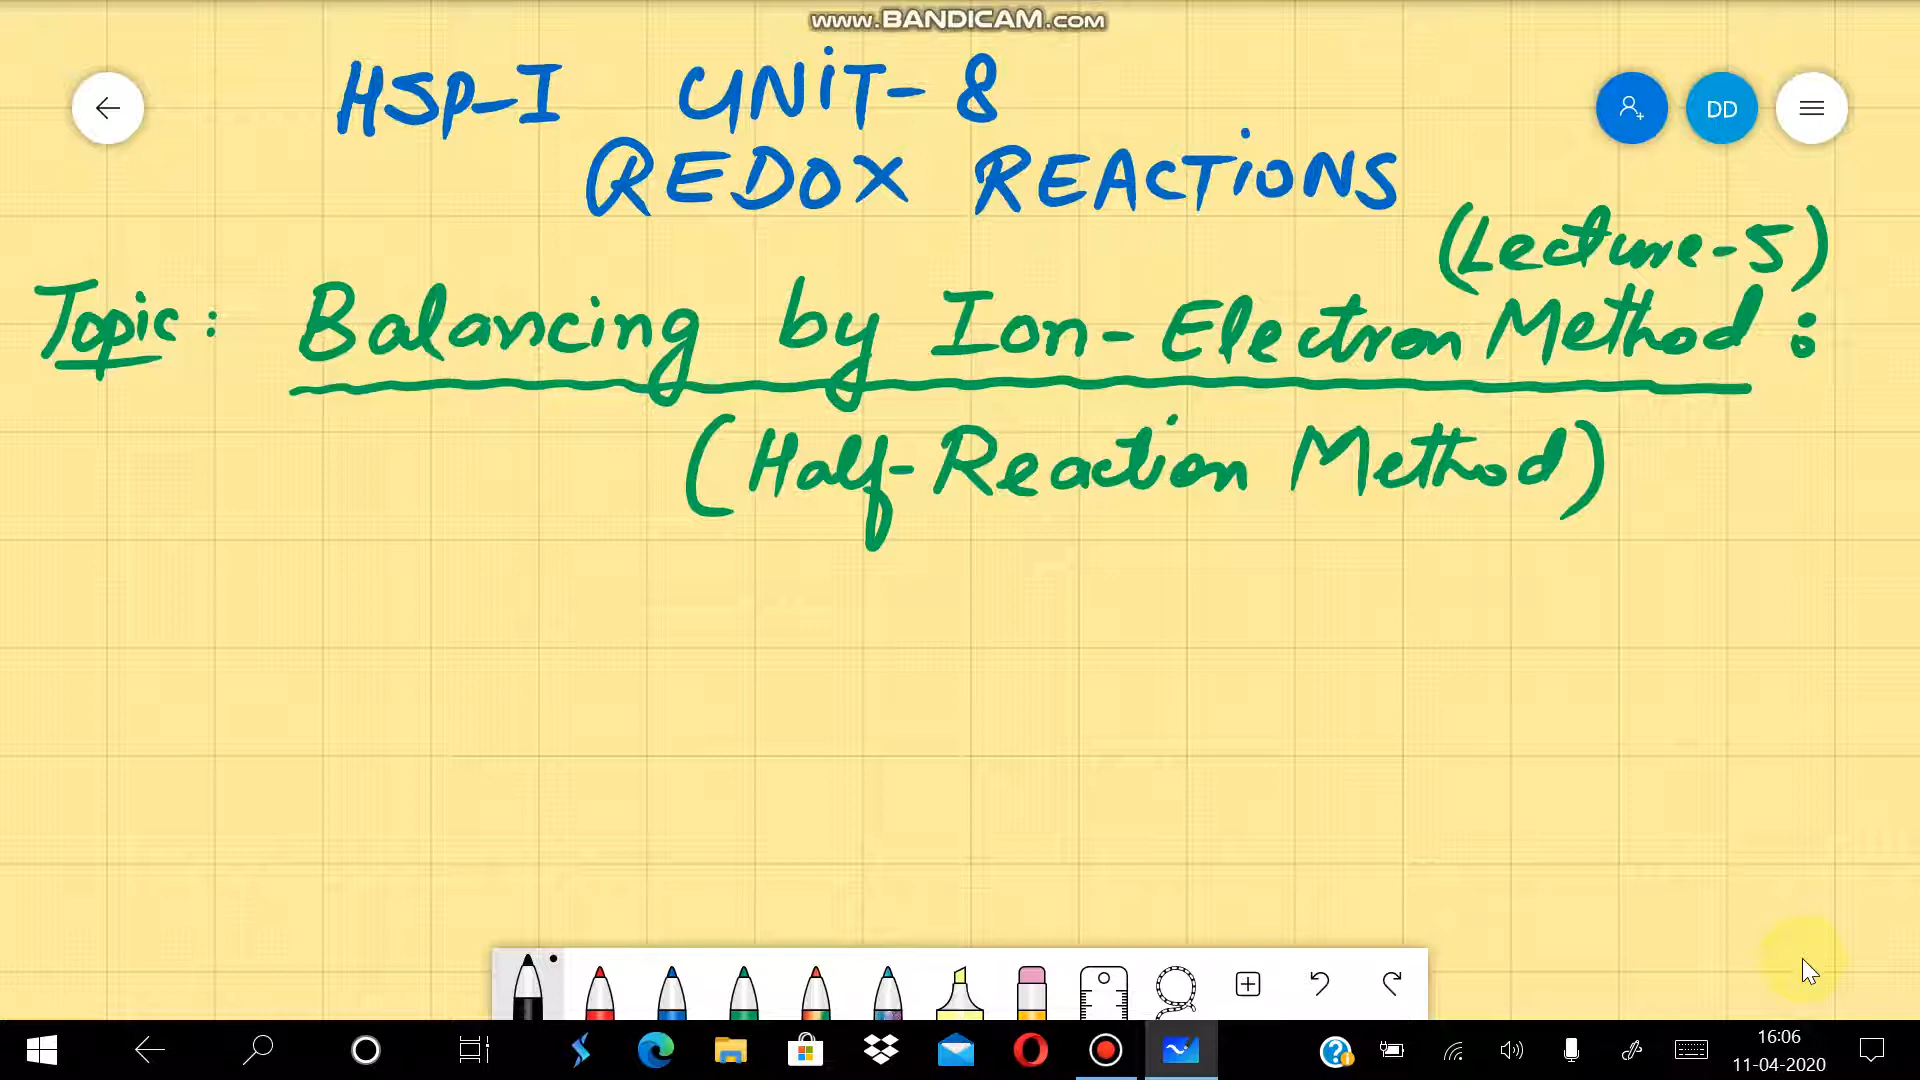 www.BANDICAM.com
HSP-I UNiT-8
REDOX REACTiONS
(Lecture-5)
Topic: Balancing by Ion-Electron Method:
(Half-Reaction Method)
DD
16:06
11-04-2020